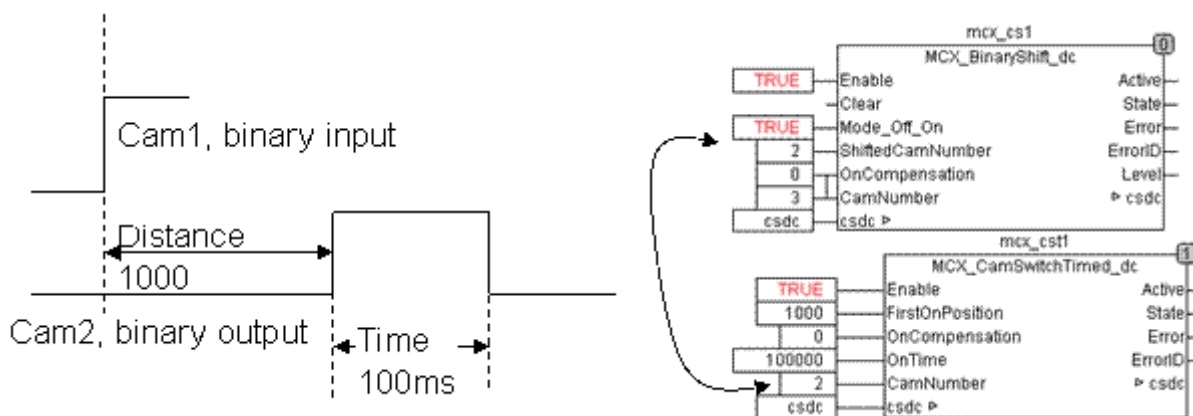 Cam1, binary input
Distance
1000
Cam2, binary output
Time
100ms
mcx_cs1
0
MCX_BinaryShift_dc
TRUE Enable Active
Clear State
TRUE Mode_Off_On Error
2 ShiftedCamNumber ErrorID
0 OnCompensation Level
3 CamNumber csdc
csdc csdc
mcx_cst1
1
MCX_CamSwitchTimed_dc
TRUE Enable Active
1000 FirstOnPosition State
0 OnCompensation Error
100000 OnTime ErrorID
2 CamNumber csdc
csdc csdc